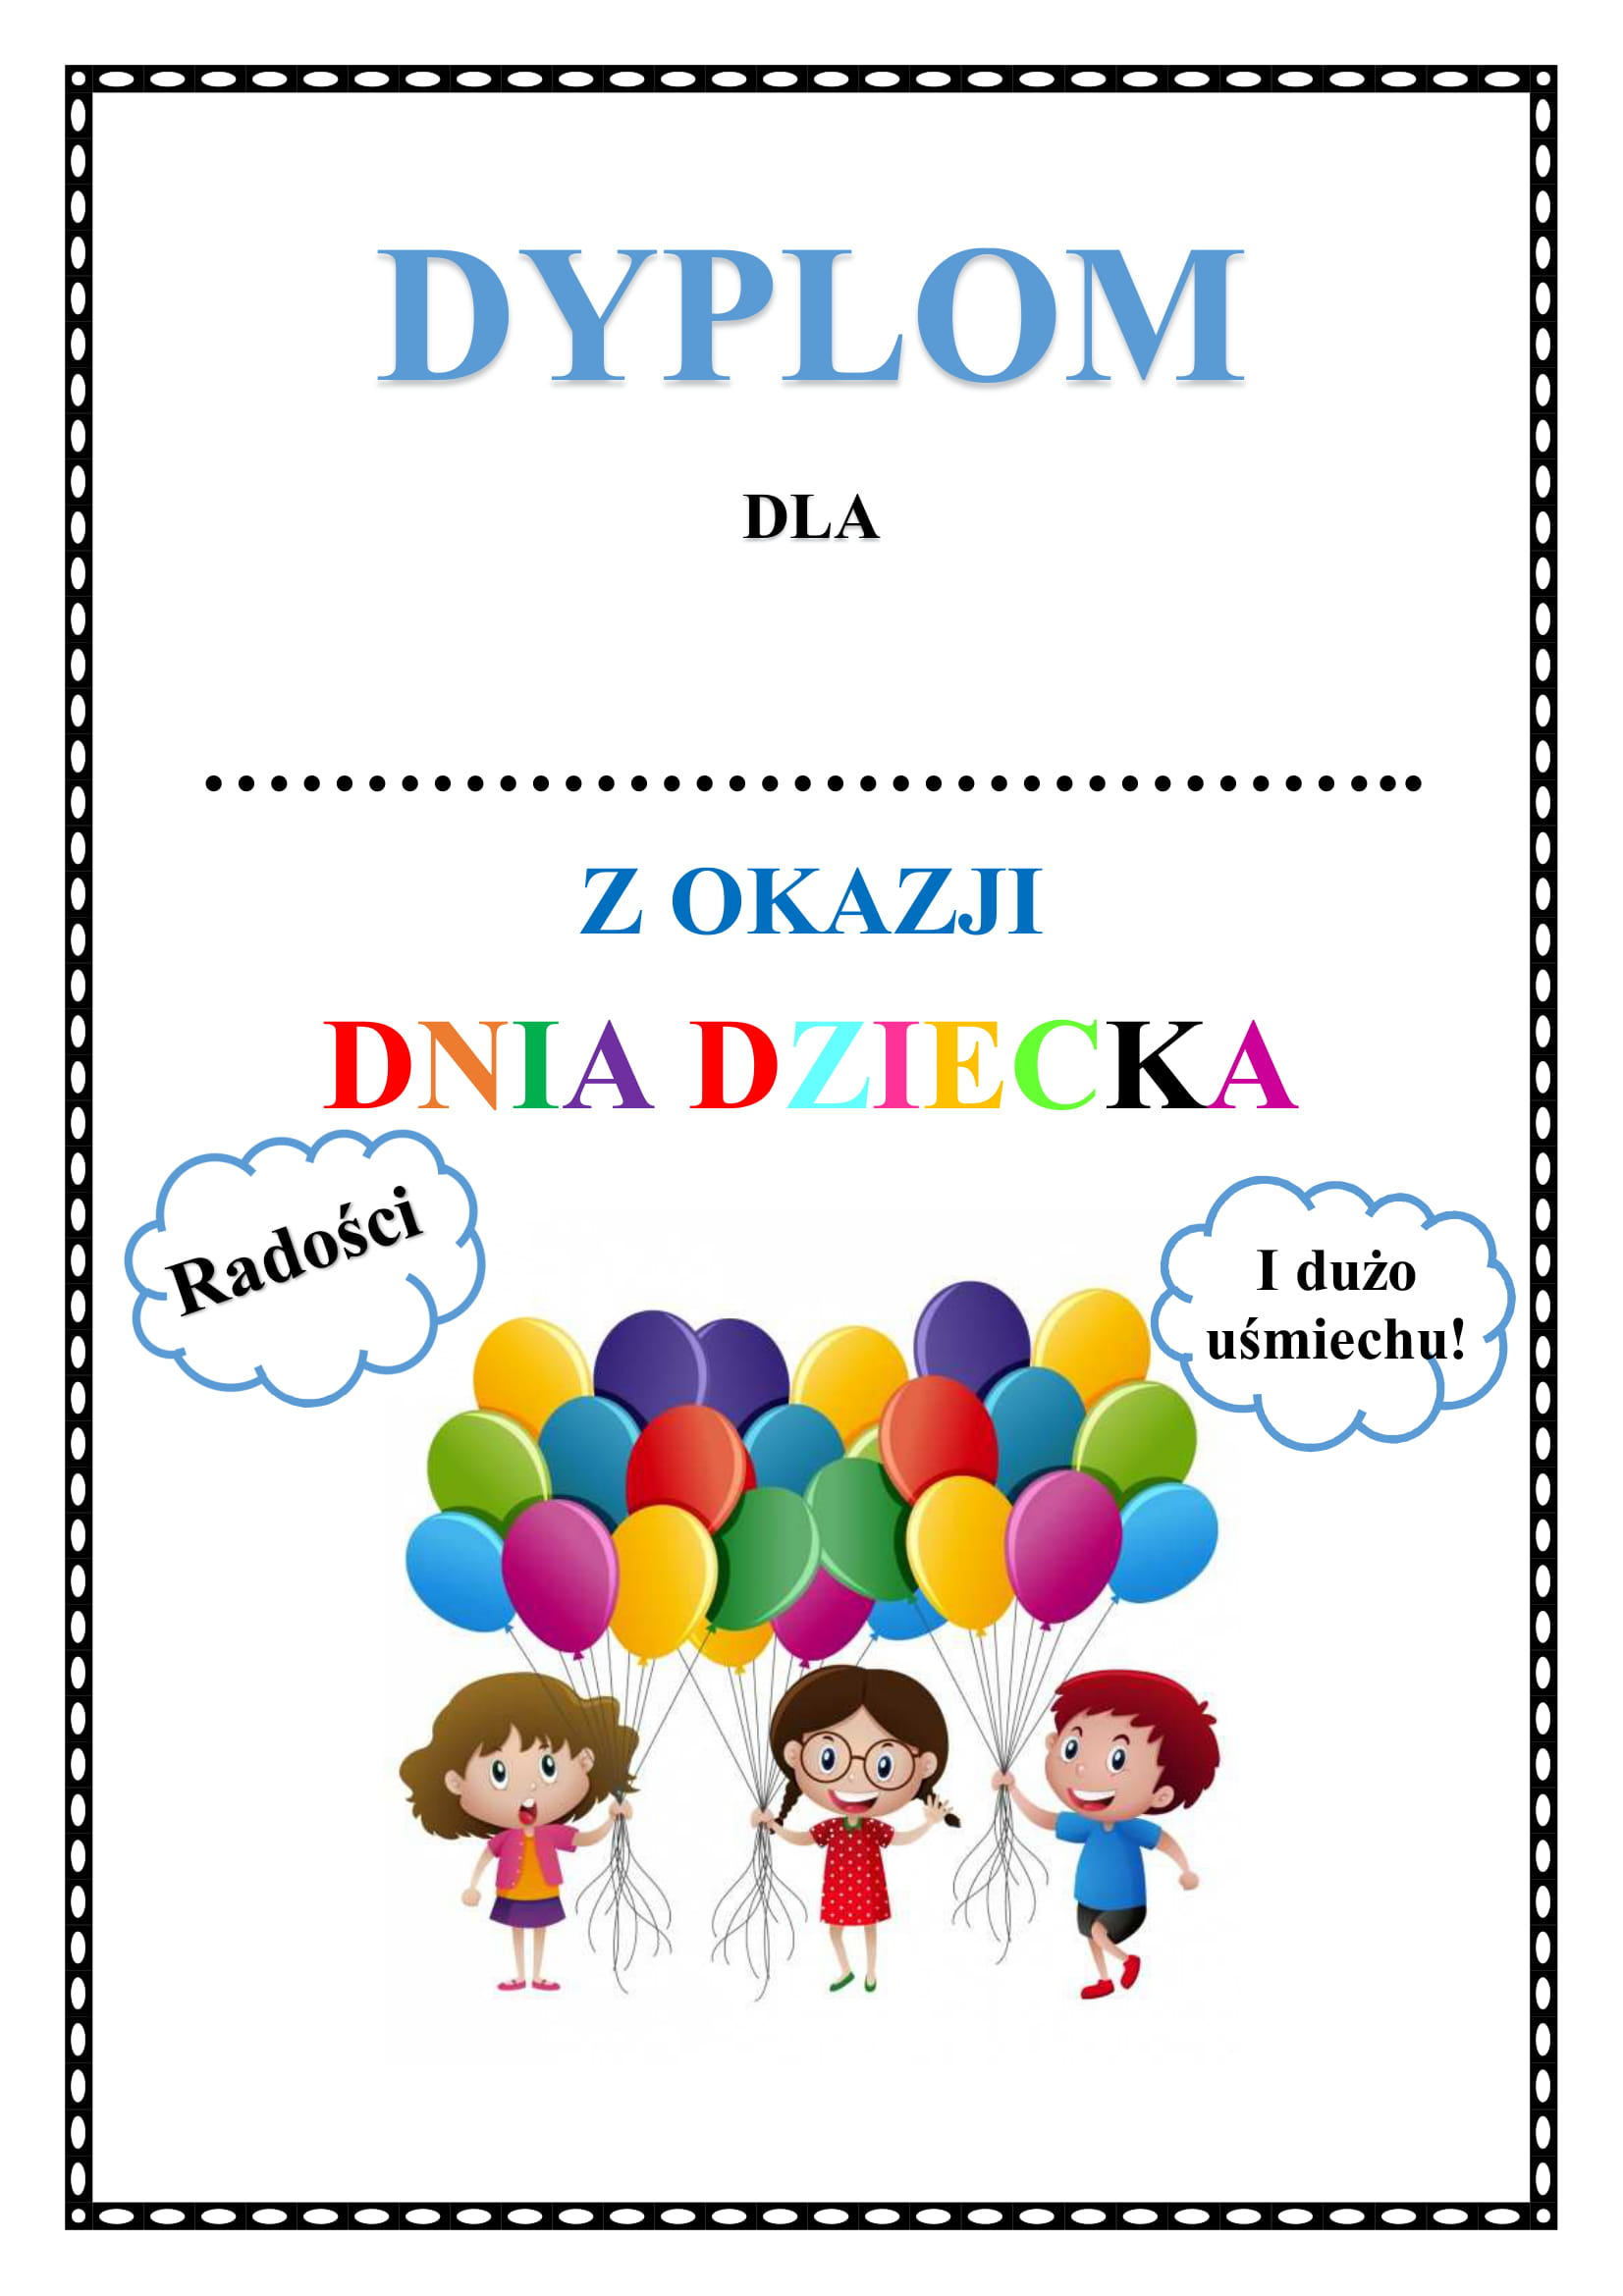 DYPLOM
DLA
......................................
Z OKAZJI
DNIA DZIECKA
Radości
I dużo
uśmiechu!